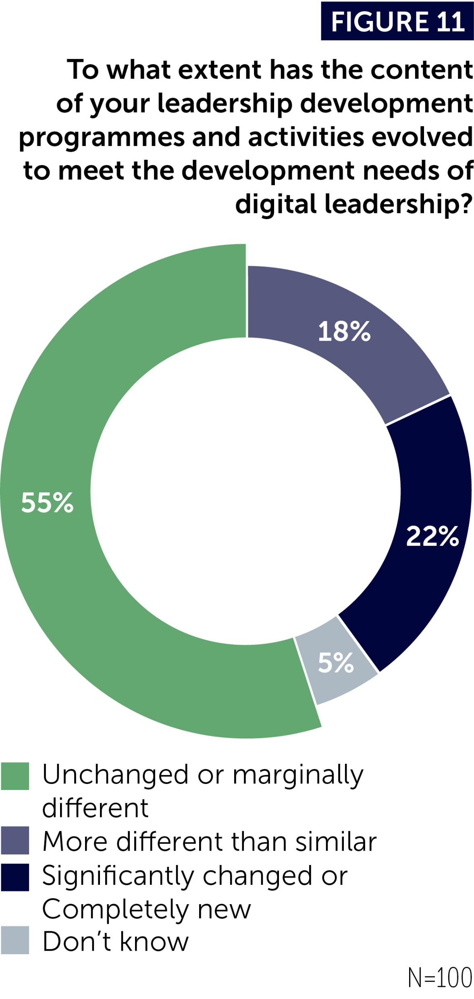 FIGURE 11
To what extent has the content
of your leadership development
programmes and activities evolved
to meet the development needs of
digital leadership?
18%
55%
22%
5%
Unchanged or marginally
different
More different than similar
Significantly changed or
Completely new
Don’t know
N=100